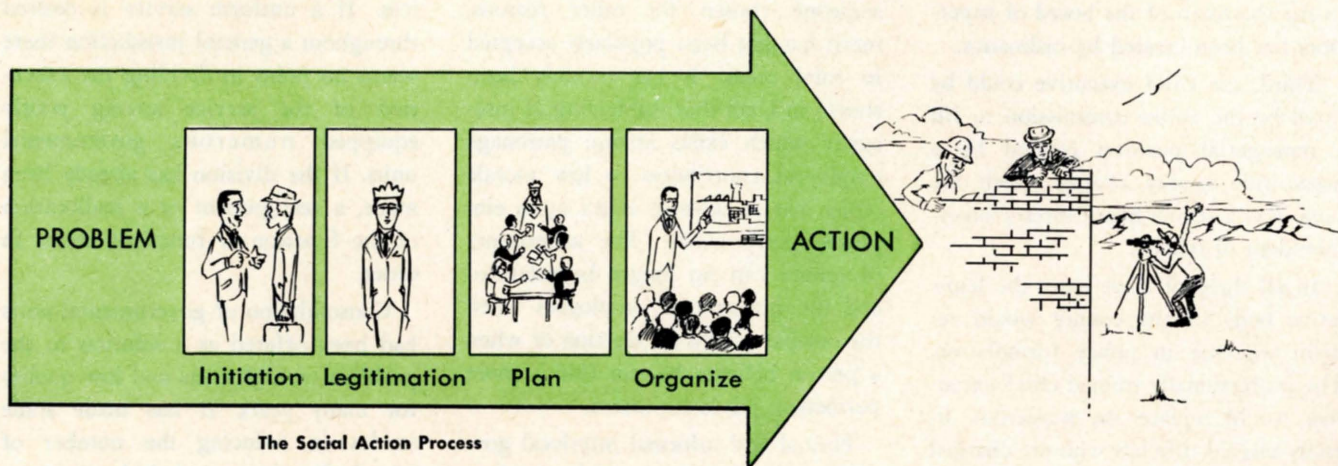 PROBLEM
Initiation
Legitimation
Plan
Organize
ACTION
The Social Action Process